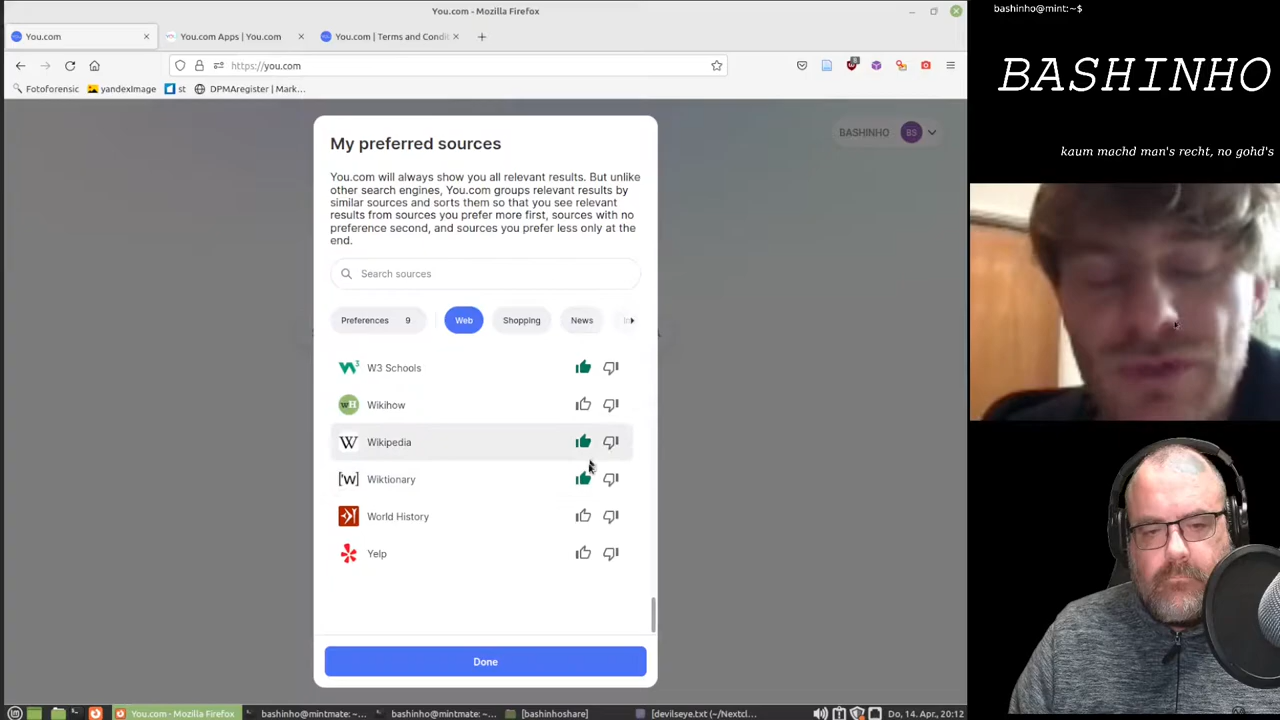 You.com - Mozilla Firefox
You.com
You.com Apps | You.com
You.com | Terms and Condi
https://you.com
Fotoforensic
yandexImage
st
DPMAregister | Mark...
BASHINHO
BS
My preferred sources
You.com will always show you all relevant results. But unlike
other search engines, You.com groups relevant results by
similar sources and sorts them so that you see relevant
results from sources you prefer more first, sources with no
preference second, and sources you prefer less only at the
end.
Search sources
Preferences 9
Web
Shopping
News
W3 Schools
Wikihow
Wikipedia
Wiktionary
World History
Yelp
Done
You.com - Mozilla Firefox
bashinho@mintmate: ~...
bashinho@mintmate: ~...
[bashinhoshare]
[devilseye.txt (~/Nextcl...
Do, 14. Apr., 20:12
bashinho@mint:~$
BASHINHO
kaum machd man's recht, no gohd's